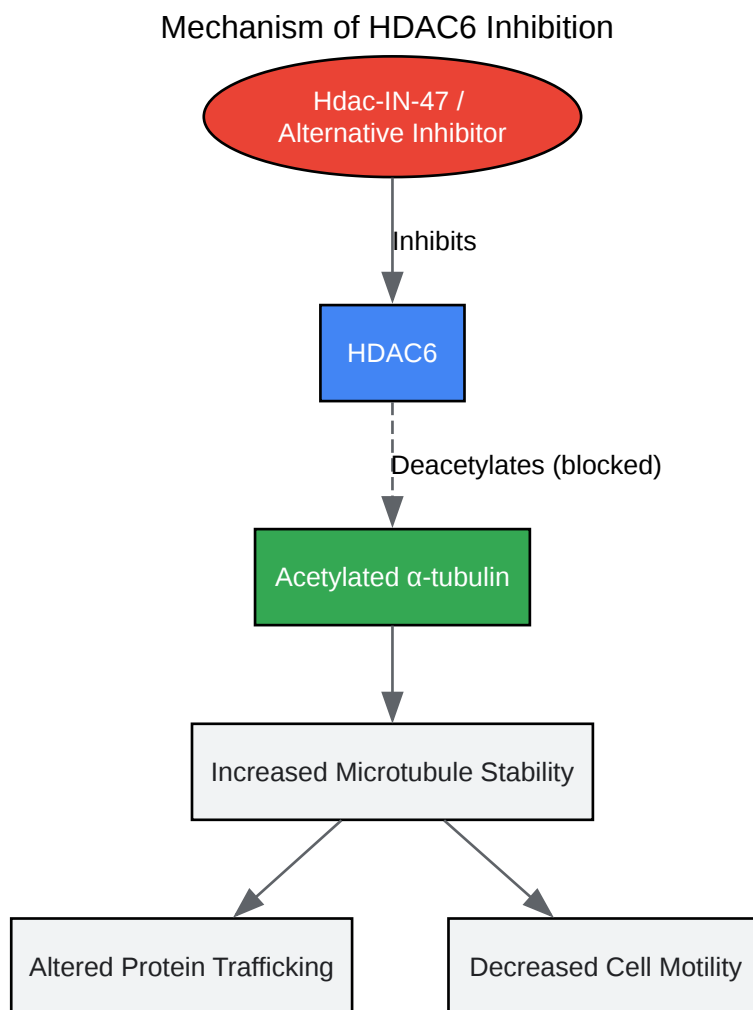 Mechanism of HDAC6 Inhibition
Hdac-IN-47 /
Alternative Inhibitor
Inhibits
HDAC6
Deacetylates (blocked)
Acetylated α-tubulin
Increased Microtubule Stability
Altered Protein Trafficking
Decreased Cell Motility